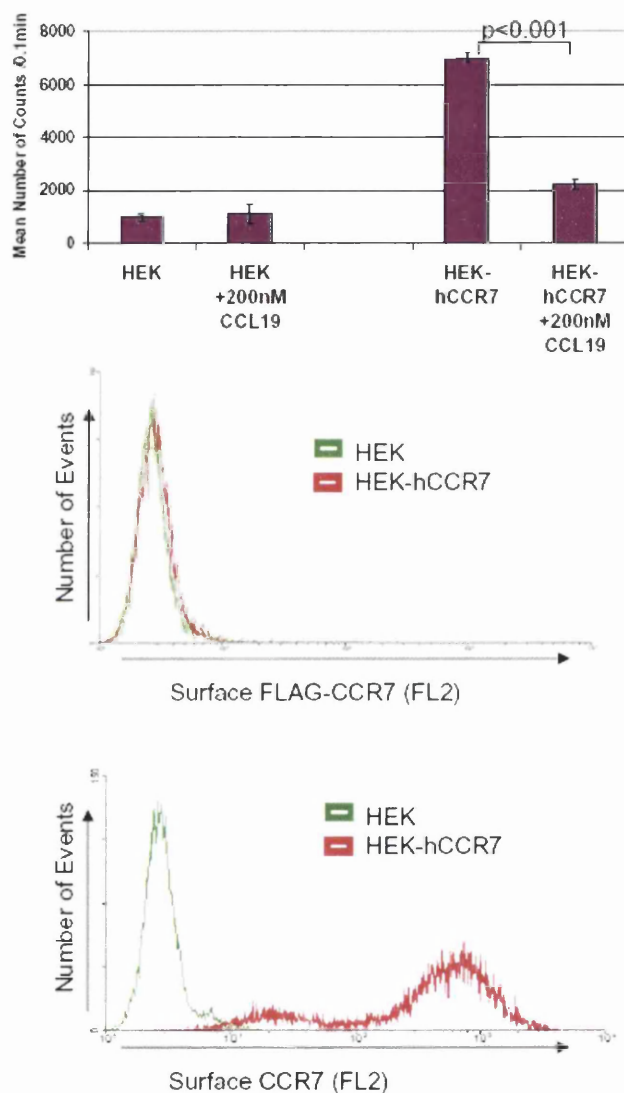 p<0.001
Mean Number of Counts /0.1min
8000
6000
4000
2000
0
HEK
HEK
+200nM
CCL19
HEK-
hCCR7
HEK-
hCCR7
+200nM
CCL19
Number of Events
HEK
HEK-hCCR7
Surface FLAG-CCR7 (FL2)
150
Number of Events
HEK
HEK-hCCR7
0
Surface CCR7 (FL2)